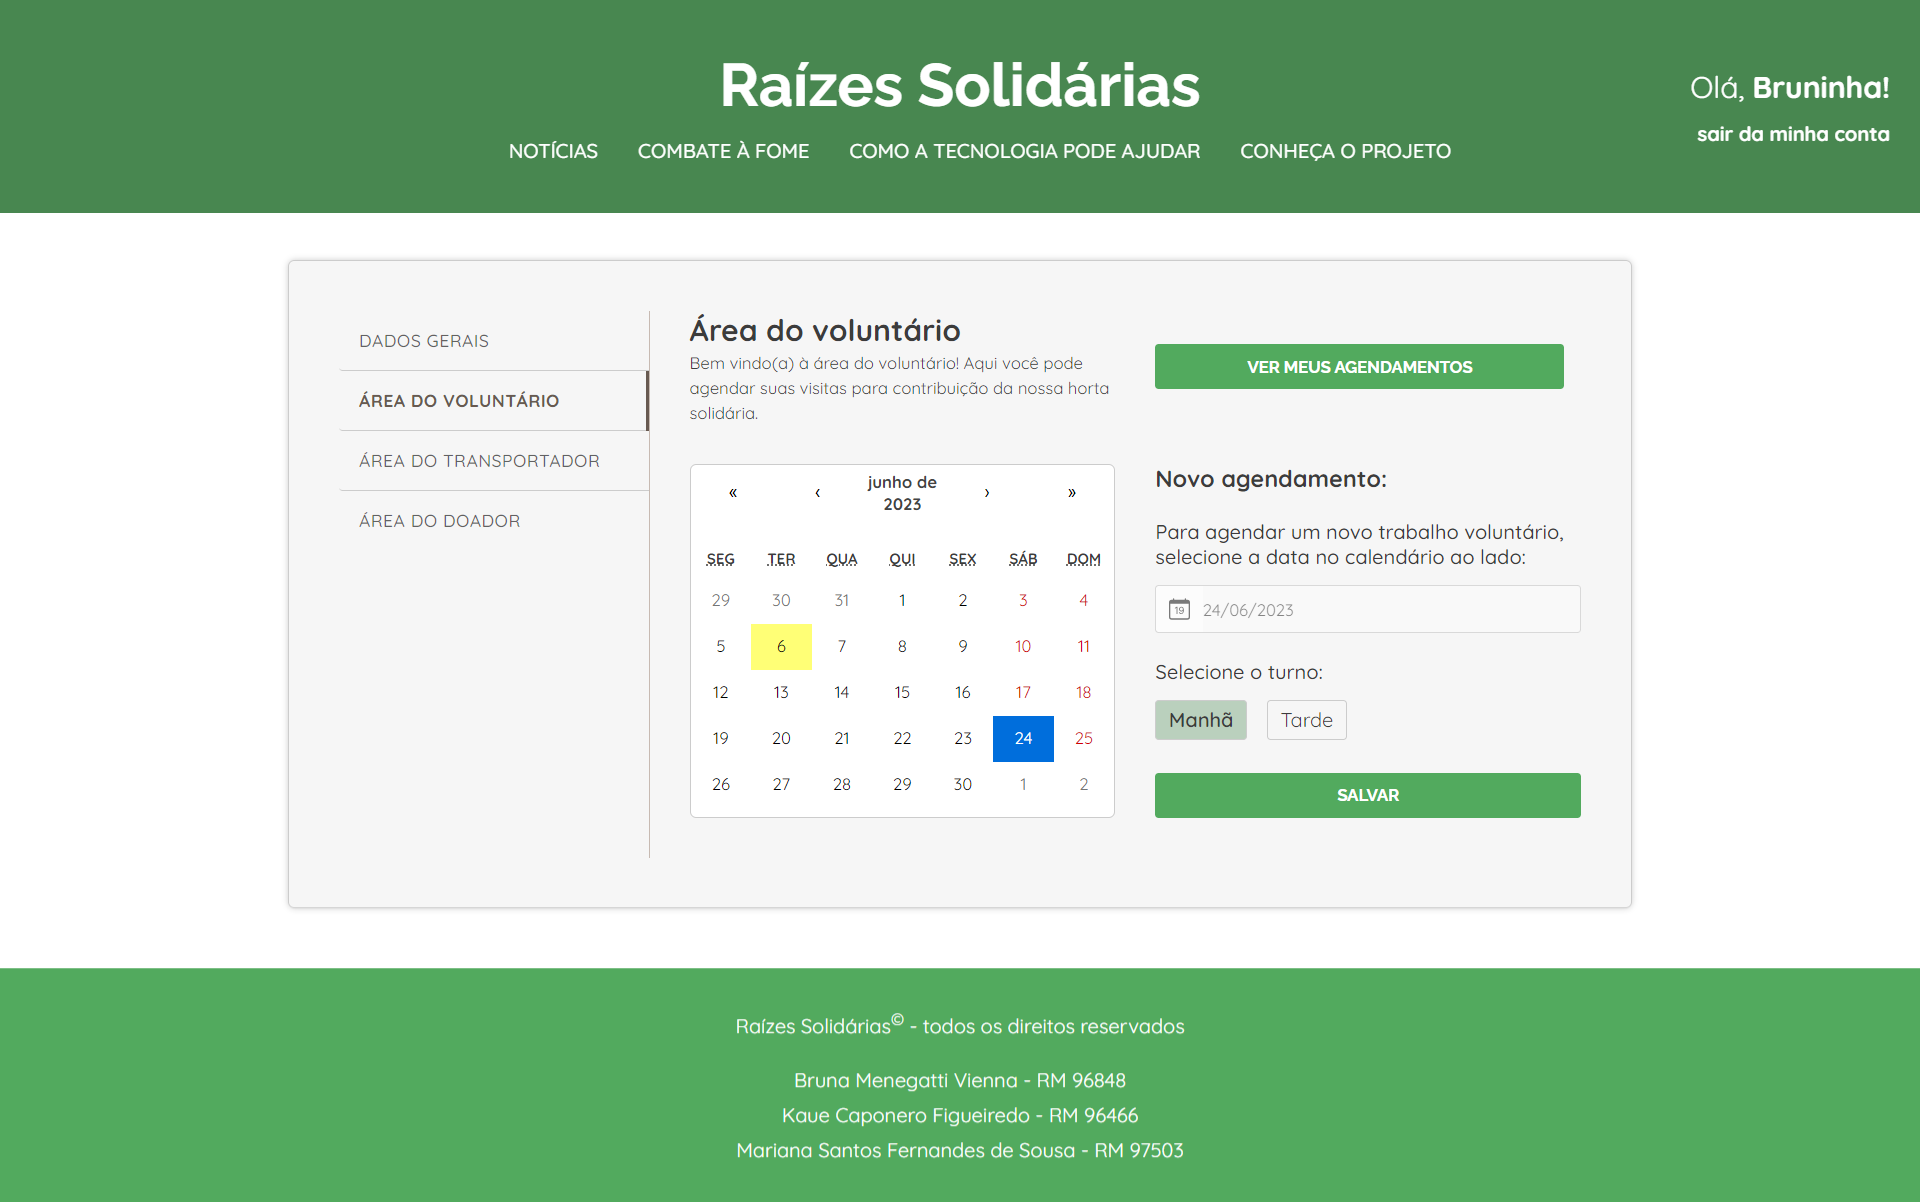 Raízes Solidárias
Olá, Bruninha!
sair da minha conta
NOTÍCIAS COMBATE À FOME COMO A TECNOLOGIA PODE AJUDAR CONHEÇA O PROJETO
DADOS GERAIS
ÁREA DO VOLUNTÁRIO
ÁREA DO TRANSPORTADOR
ÁREA DO DOADOR
Área do voluntário
Bem vindo(a) à área do voluntário! Aqui você pode
agendar suas visitas para contribuição da nossa horta
solidária.
VER MEUS AGENDAMENTOS
« ‹ junho de › »
2023
SEG TER QUA QUI SEX SÁB DOM
29 30 31 1 2 3 4
5 6 7 8 9 10 11
12 13 14 15 16 17 18
19 20 21 22 23 24 25
26 27 28 29 30 1 2
Novo agendamento:
Para agendar um novo trabalho voluntário,
selecione a data no calendário ao lado:
19 24/06/2023
Selecione o turno:
Manhã Tarde
SALVAR
Raízes Solidárias© - todos os direitos reservados
Bruna Menegatti Vienna - RM 96848
Kaue Caponero Figueiredo - RM 96466
Mariana Santos Fernandes de Sousa - RM 97503